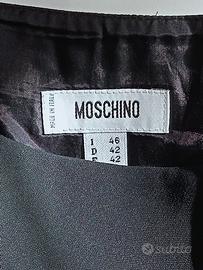 MADE IN ITALY
MOSCHINO
I 46
D 42
F 42
subito